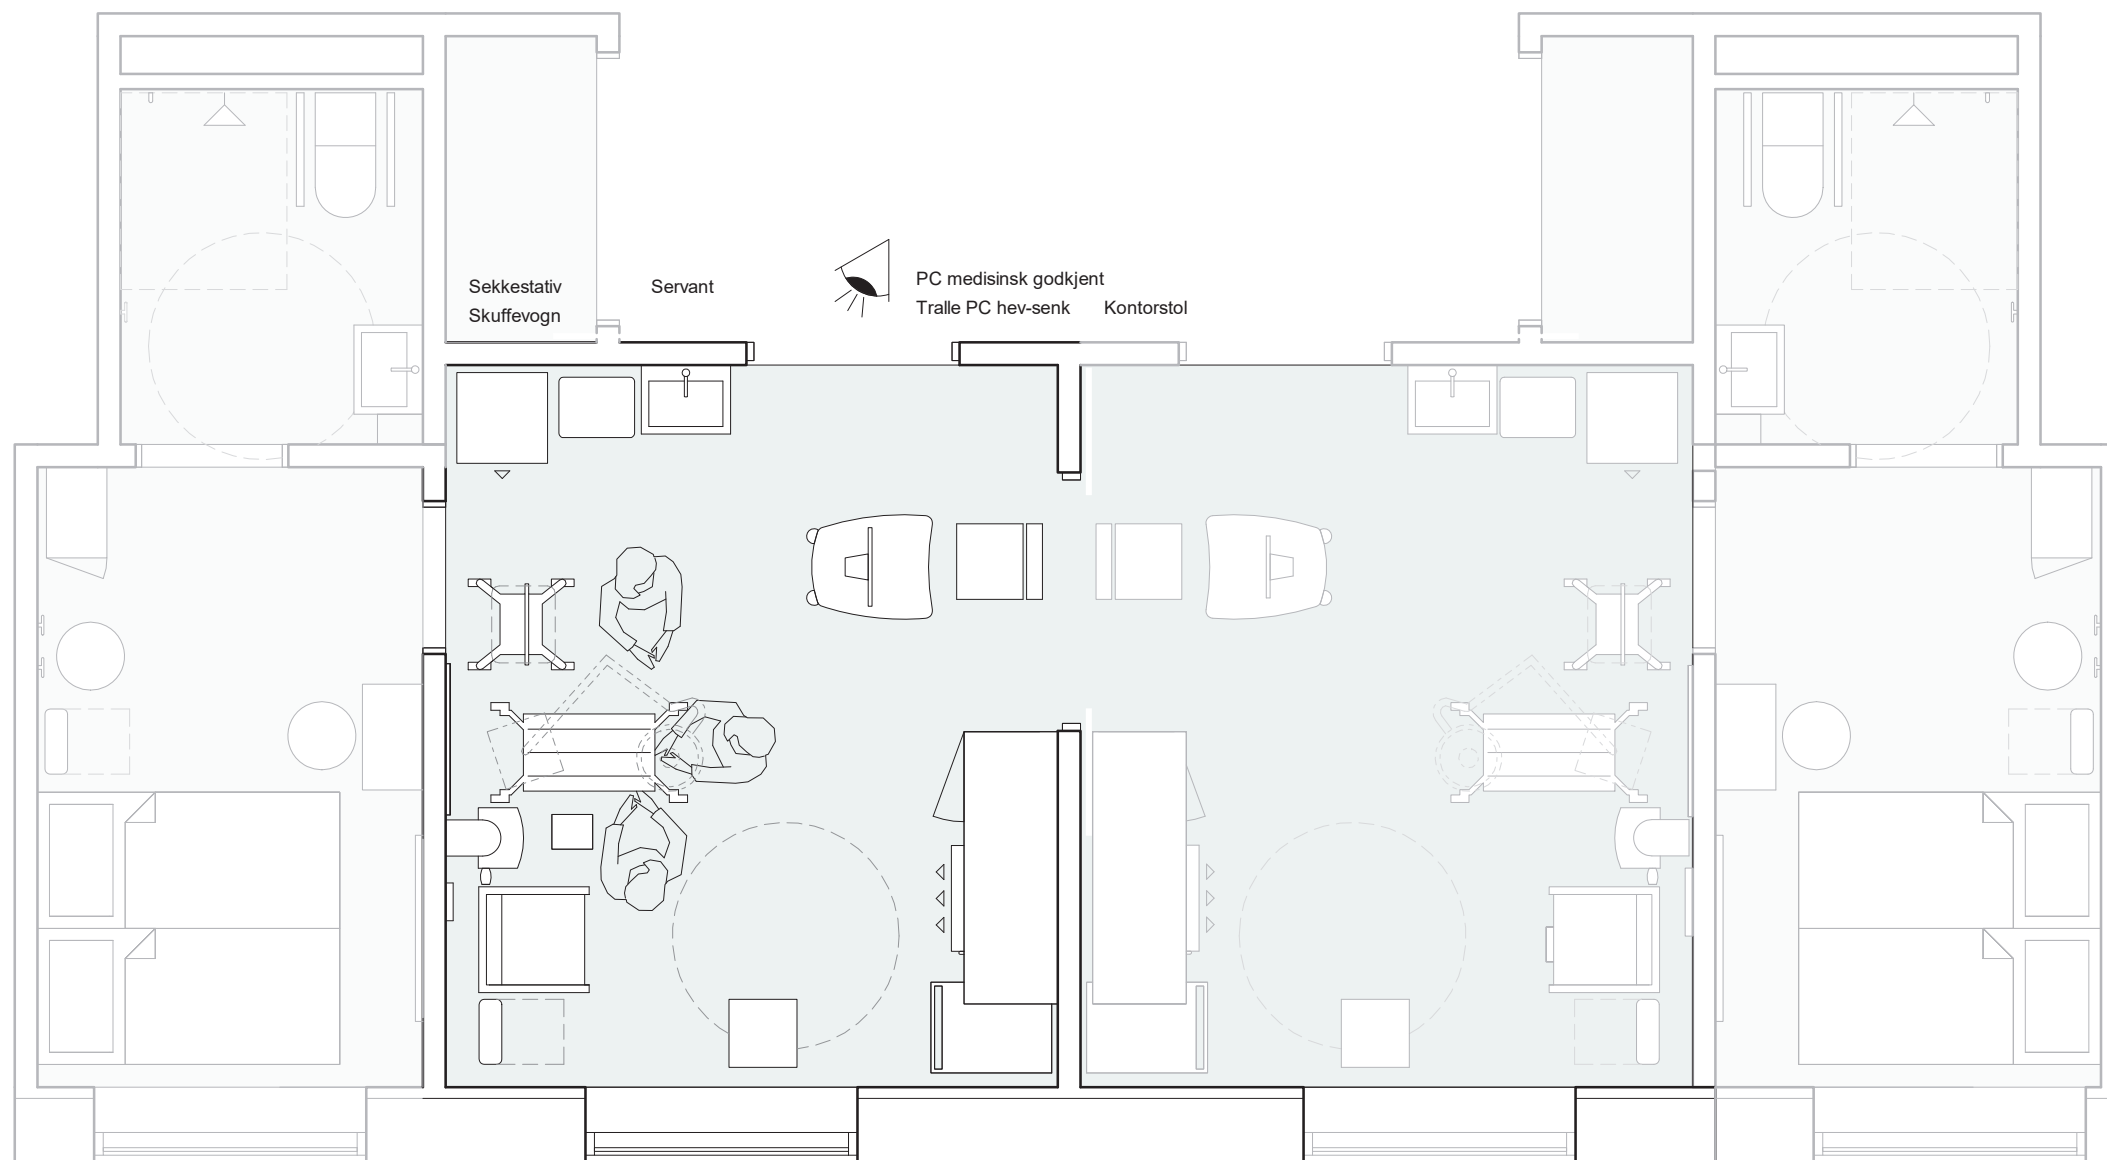 Sekkestativ
Skuffevogn
Servant
PC medisinsk godkjent
Tralle PC hev-senk
Kontorstol